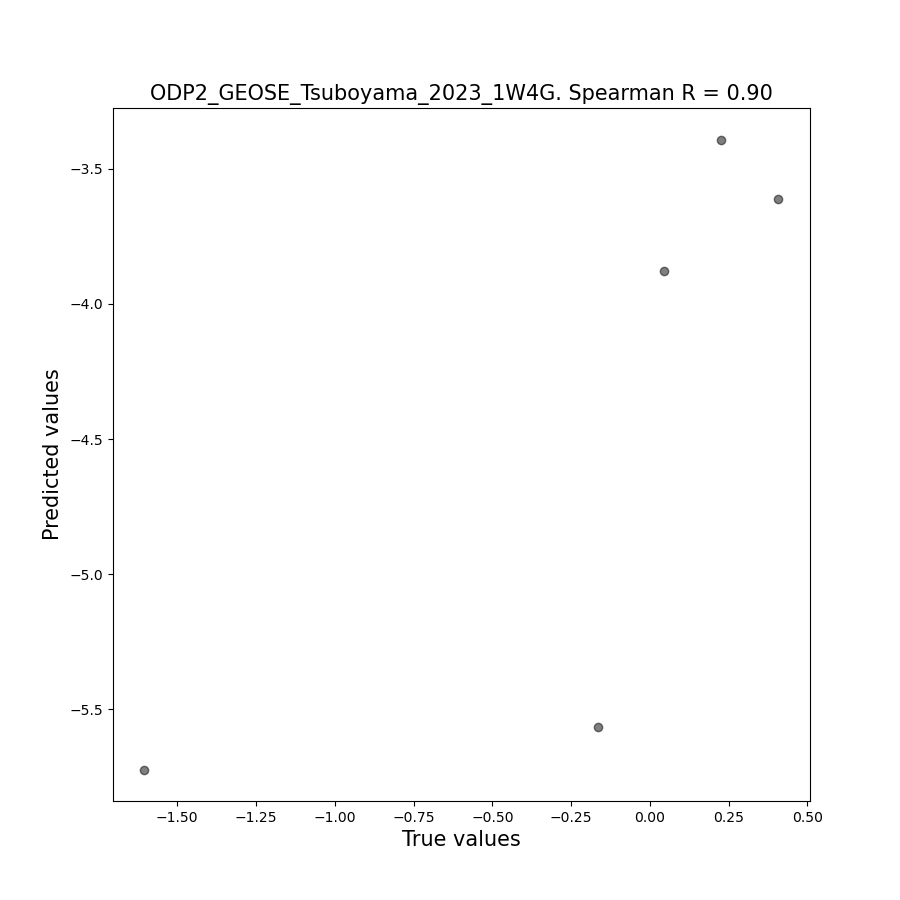 ODP2_GEOSE_Tsuboyama_2023_1W4G. Spearman R = 0.90
−3.5
−4.0
−4.5
−5.0
−5.5
Predicted values
−1.50 −1.25 −1.00 −0.75 −0.50 −0.25 0.00 0.25 0.50
True values